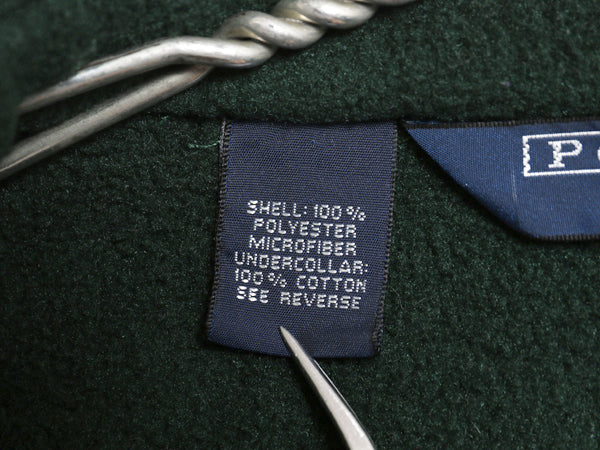 SHELL: 100%
POLYESTER
MICROFIBER
UNDERCOLLAR:
100% COTTON
SEE REVERSE
P